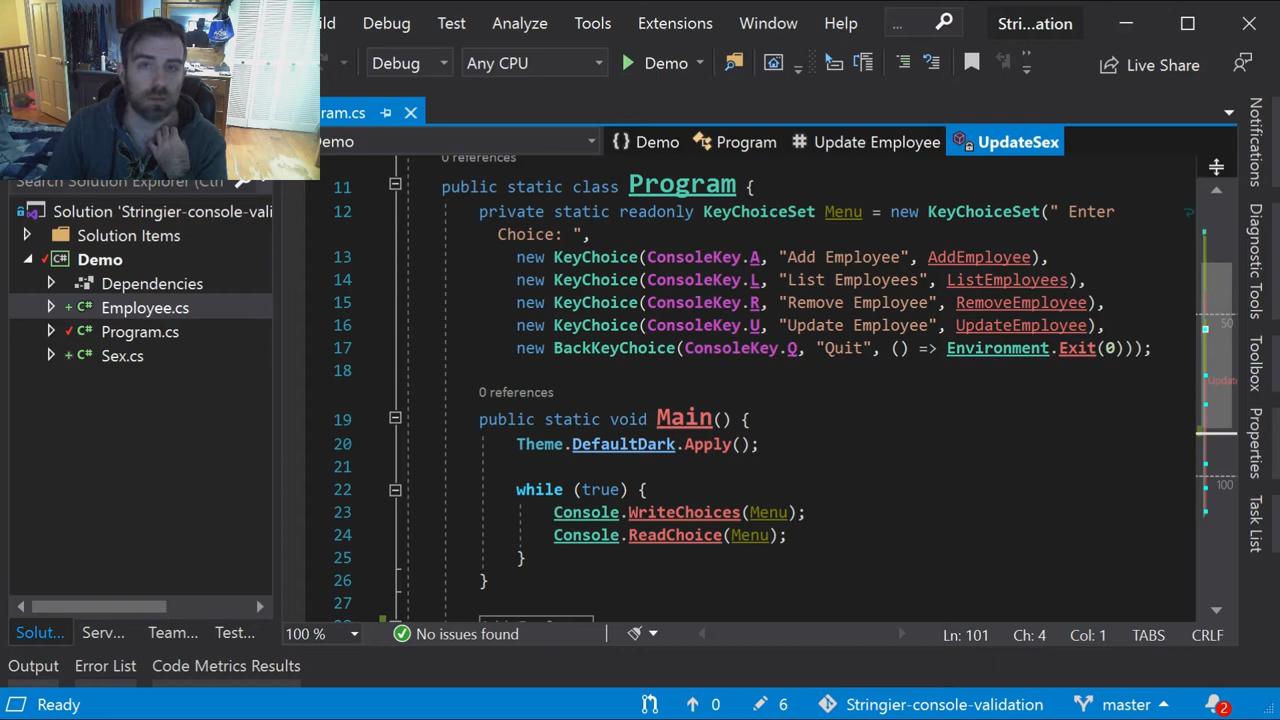 Debug Test Analyze Tools Extensions Window Help ... Stri...ation
Debug Any CPU Demo Live Share
ram.cs
Demo Demo Program Update Employee UpdateSex
Solution 'Stringier-console-vali
Solution Items
Demo
Dependencies
Employee.cs
Program.cs
Sex.cs
0 references
11 public static class Program {
12 private static readonly KeyChoiceSet Menu = new KeyChoiceSet(" Enter
Choice: ",
13 new KeyChoice(ConsoleKey.A, "Add Employee", AddEmployee),
14 new KeyChoice(ConsoleKey.L, "List Employees", ListEmployees),
15 new KeyChoice(ConsoleKey.R, "Remove Employee", RemoveEmployee),
16 new KeyChoice(ConsoleKey.U, "Update Employee", UpdateEmployee),
17 new BackKeyChoice(ConsoleKey.Q, "Quit", () => Environment.Exit(0)));
18
0 references
19 public static void Main() {
20 Theme.DefaultDark.Apply();
21
22 while (true) {
23 Console.WriteChoices(Menu);
24 Console.ReadChoice(Menu);
25 }
26 }
27
50
Update
100
Notifications
Diagnostic Tools
Toolbox
Properties
Task List
Solut... Serv... Team... Test...
100 % No issues found Ln: 101 Ch: 4 Col: 1 TABS CRLF
Output Error List Code Metrics Results
Ready 0 6 Stringier-console-validation master 2